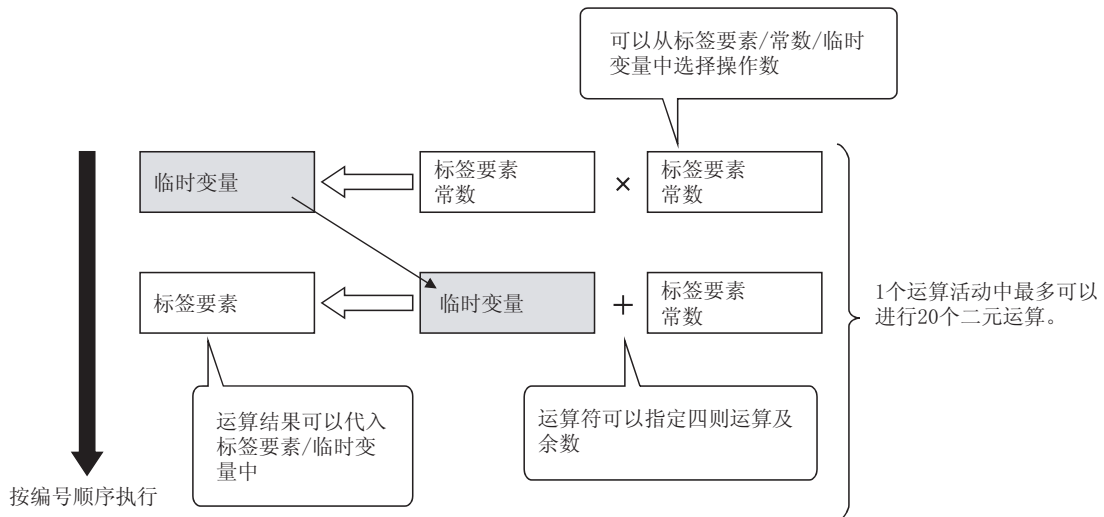 可以从标签要素/常数/临时
变量中选择操作数
临时变量
标签要素
常数
×
标签要素
常数
标签要素
临时变量
+
标签要素
常数
1个运算活动中最多可以
进行20个二元运算。
运算结果可以代入
标签要素/临时变
量中
运算符可以指定四则运算及
余数
按编号顺序执行